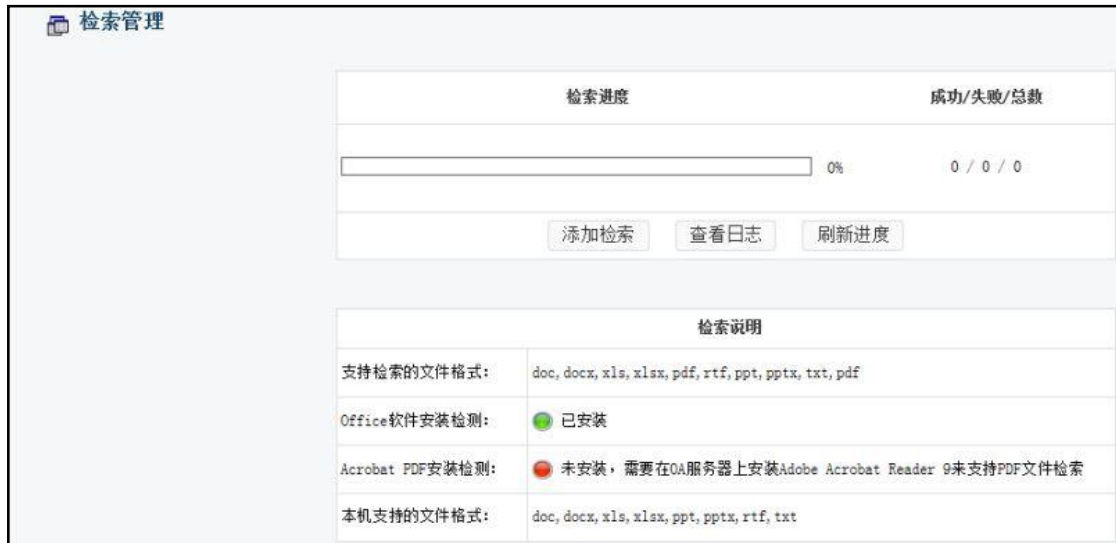 检索管理
检索进度 成功/失败/总数
0% 0 / 0 / 0
添加检索 查看日志 刷新进度
检索说明
支持检索的文件格式: doc, docx, xls, xlsx, pdf, rtf, ppt, pptx, txt, pdf
Office软件安装检测: 已安装
Acrobat PDF安装检测: 未安装，需要在OA服务器上安装Adobe Acrobat Reader 9来支持PDF文件检索
本机支持的文件格式: doc, docx, xls, xlsx, ppt, pptx, rtf, txt